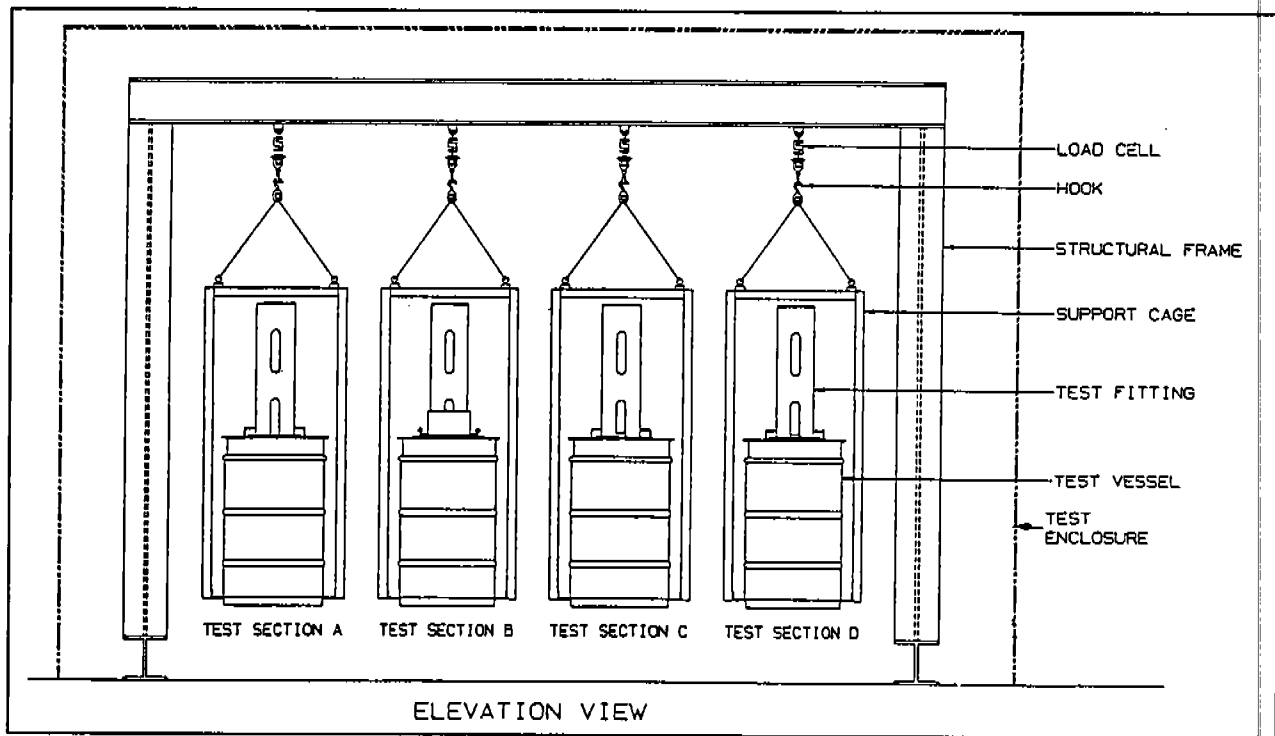 LOAD CELL
HOOK
STRUCTURAL FRAME
SUPPORT CAGE
TEST FITTING
TEST VESSEL
TEST
ENCLOSURE
TEST SECTION A
TEST SECTION B
TEST SECTION C
TEST SECTION D
ELEVATION VIEW